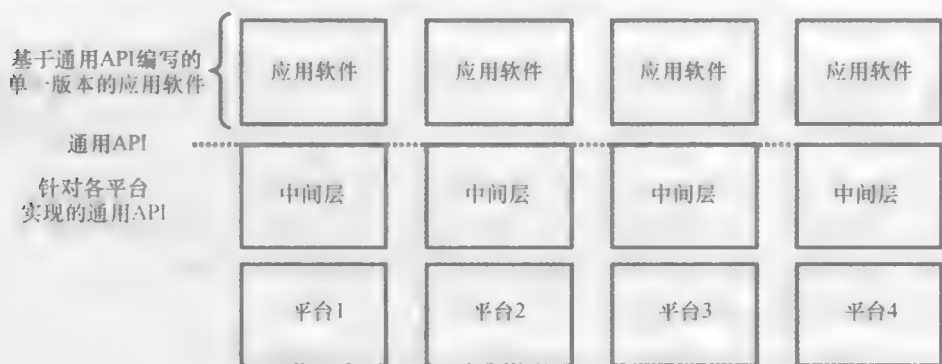 基于通用API编写的
单一版本的应用软件
应用软件 应用软件 应用软件 应用软件
通用API
针对各平台
实现的通用API
中间层 中间层 中间层 中间层
平台1 平台2 平台3 平台4